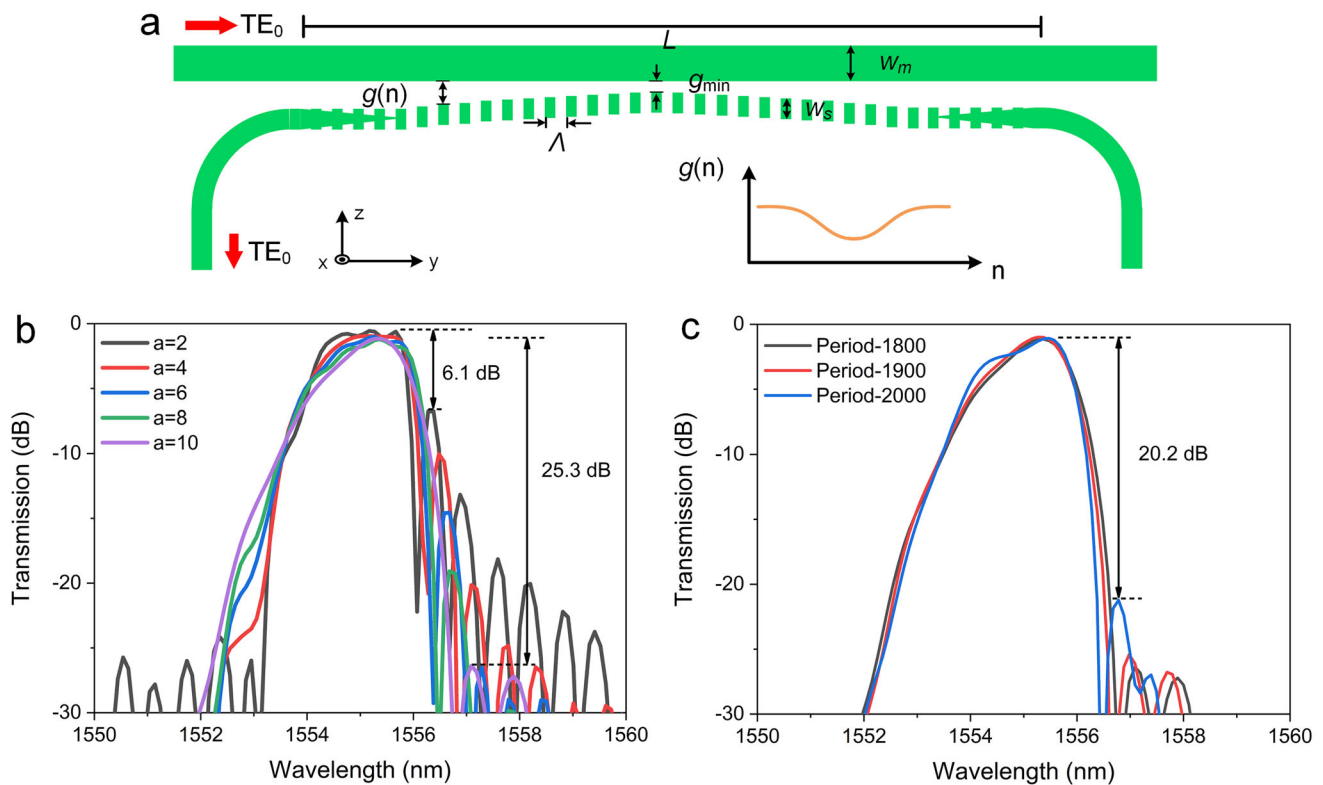 a
TE₀
L
wₘ
g(n)
gₘᵢₙ
wₛ
Λ
g(n)
n
TE₀
z
x
y
b
0
-10
-20
-30
Transmission (dB)
a=2
a=4
a=6
a=8
a=10
6.1 dB
25.3 dB
1550
1552
1554
1556
1558
1560
Wavelength (nm)
c
0
-10
-20
-30
Transmission (dB)
Period-1800
Period-1900
Period-2000
20.2 dB
1550
1552
1554
1556
1558
1560
Wavelength (nm)